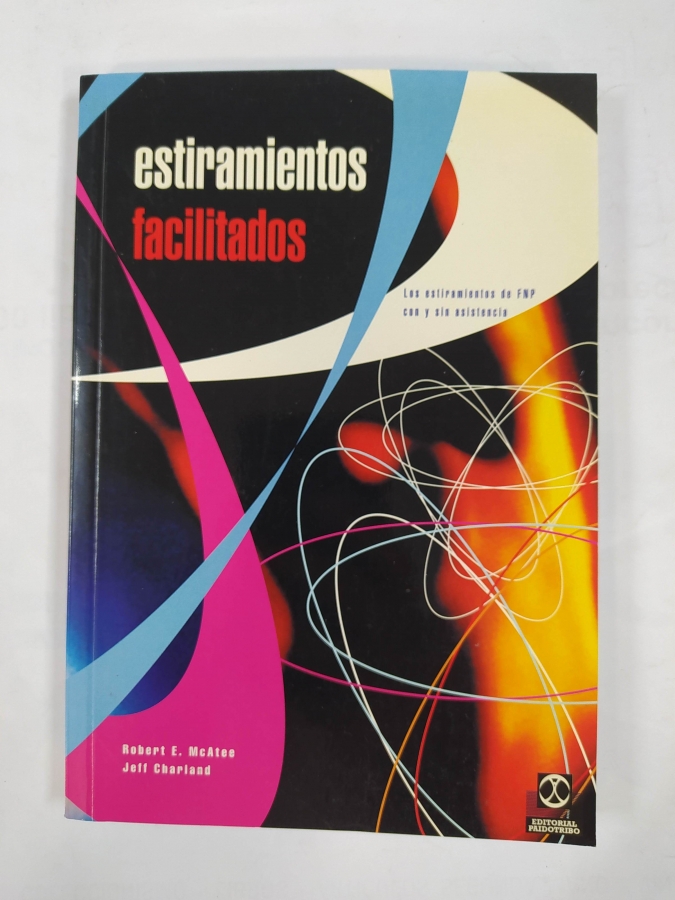 estiramientos
facilitados
Los estiramientos de FNP
con y sin asistencia
Robert E. McAtee
Jeff Charland
EDITORIAL
PAIDOTRIBO